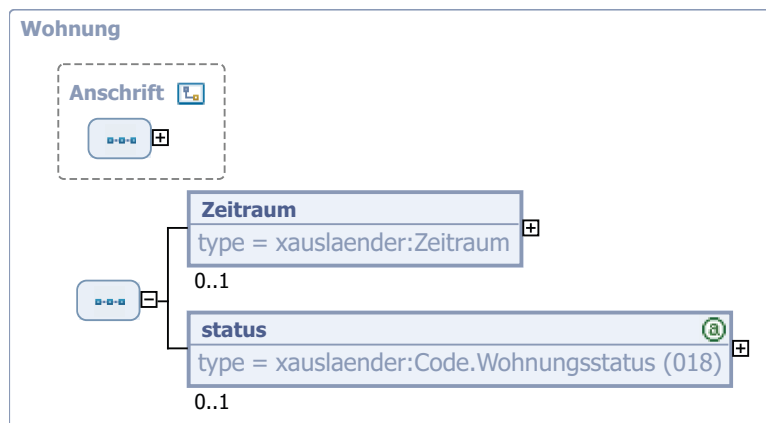 Wohnung
Anschrift
Zeitraum
type = xauslaender:Zeitraum
0..1
status
type = xauslaender:Code.Wohnungsstatus (018)
0..1